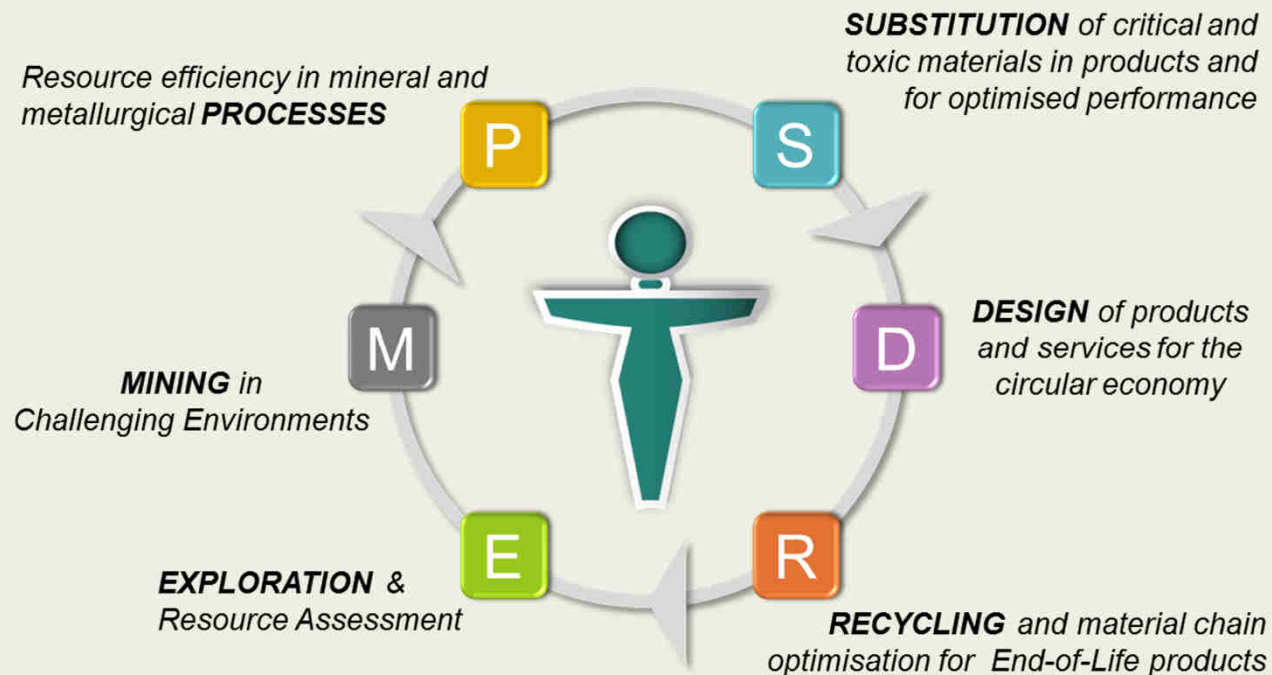 SUBSTITUTION of critical and
toxic materials in products and
for optimised performance
Resource efficiency in mineral and
metallurgical PROCESSES
P
S
M
D
DESIGN of products
and services for the
circular economy
MINING in
Challenging Environments
E
R
EXPLORATION &
Resource Assessment
RECYCLING and material chain
optimisation for End-of-Life products